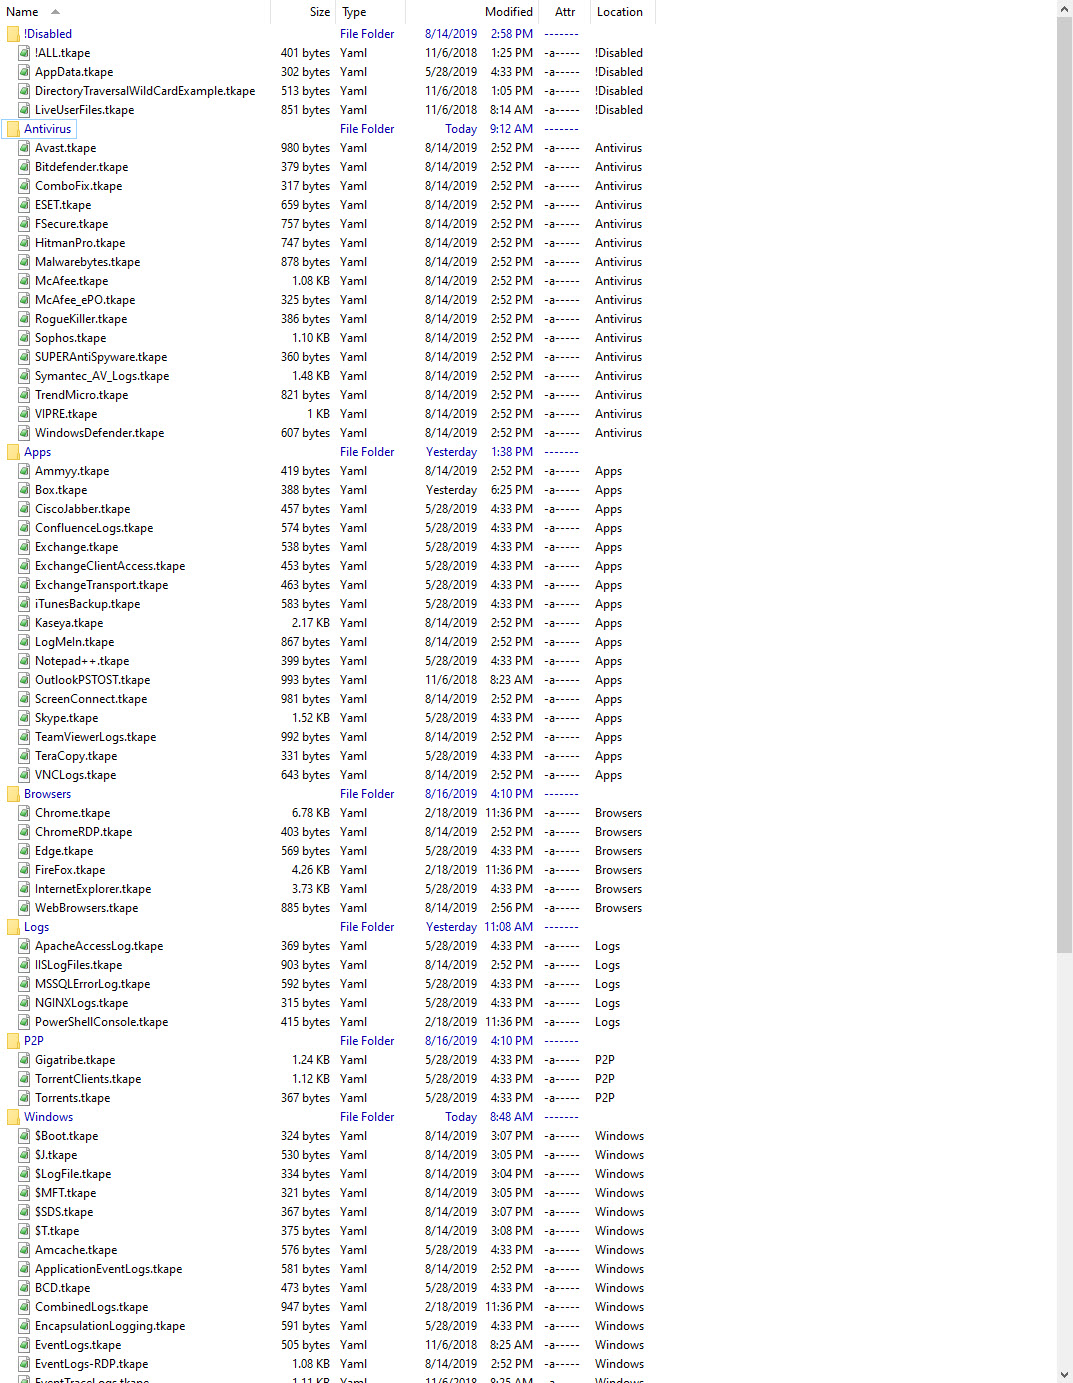 Name Size Type Modified Attr Location
!Disabled File Folder 8/14/2019 2:58 PM -------
!ALL.tkape 401 bytes Yaml 11/6/2018 1:25 PM -a----- !Disabled
AppData.tkape 302 bytes Yaml 5/28/2019 4:33 PM -a----- !Disabled
DirectoryTraversalWildCardExample.tkape 513 bytes Yaml 11/6/2018 1:05 PM -a----- !Disabled
LiveUserFiles.tkape 851 bytes Yaml 11/6/2018 8:14 AM -a----- !Disabled
Antivirus File Folder Today 9:12 AM -------
Avast.tkape 980 bytes Yaml 8/14/2019 2:52 PM -a----- Antivirus
Bitdefender.tkape 379 bytes Yaml 8/14/2019 2:52 PM -a----- Antivirus
ComboFix.tkape 317 bytes Yaml 8/14/2019 2:52 PM -a----- Antivirus
ESET.tkape 659 bytes Yaml 8/14/2019 2:52 PM -a----- Antivirus
FSecure.tkape 757 bytes Yaml 8/14/2019 2:52 PM -a----- Antivirus
HitmanPro.tkape 747 bytes Yaml 8/14/2019 2:52 PM -a----- Antivirus
Malwarebytes.tkape 878 bytes Yaml 8/14/2019 2:52 PM -a----- Antivirus
McAfee.tkape 1.08 KB Yaml 8/14/2019 2:52 PM -a----- Antivirus
McAfee_ePO.tkape 325 bytes Yaml 8/14/2019 2:52 PM -a----- Antivirus
RogueKiller.tkape 386 bytes Yaml 8/14/2019 2:52 PM -a----- Antivirus
Sophos.tkape 1.10 KB Yaml 8/14/2019 2:52 PM -a----- Antivirus
SUPERAntiSpyware.tkape 360 bytes Yaml 8/14/2019 2:52 PM -a----- Antivirus
Symantec_AV_Logs.tkape 1.48 KB Yaml 8/14/2019 2:52 PM -a----- Antivirus
TrendMicro.tkape 821 bytes Yaml 8/14/2019 2:52 PM -a----- Antivirus
VIPRE.tkape 1 KB Yaml 8/14/2019 2:52 PM -a----- Antivirus
WindowsDefender.tkape 607 bytes Yaml 8/14/2019 2:52 PM -a----- Antivirus
Apps File Folder Yesterday 1:38 PM -------
Ammyy.tkape 419 bytes Yaml 8/14/2019 2:52 PM -a----- Apps
Box.tkape 388 bytes Yaml Yesterday 6:25 PM -a----- Apps
CiscoJabber.tkape 457 bytes Yaml 5/28/2019 4:33 PM -a----- Apps
ConfluenceLogs.tkape 574 bytes Yaml 5/28/2019 4:33 PM -a----- Apps
Exchange.tkape 538 bytes Yaml 5/28/2019 4:33 PM -a----- Apps
ExchangeClientAccess.tkape 453 bytes Yaml 5/28/2019 4:33 PM -a----- Apps
ExchangeTransport.tkape 463 bytes Yaml 5/28/2019 4:33 PM -a----- Apps
iTunesBackup.tkape 583 bytes Yaml 5/28/2019 4:33 PM -a----- Apps
Kaseya.tkape 2.17 KB Yaml 8/14/2019 2:52 PM -a----- Apps
LogMeIn.tkape 867 bytes Yaml 8/14/2019 2:52 PM -a----- Apps
Notepad++.tkape 399 bytes Yaml 5/28/2019 4:33 PM -a----- Apps
OutlookPSTOST.tkape 993 bytes Yaml 11/6/2018 8:23 AM -a----- Apps
ScreenConnect.tkape 981 bytes Yaml 8/14/2019 2:52 PM -a----- Apps
Skype.tkape 1.52 KB Yaml 5/28/2019 4:33 PM -a----- Apps
TeamViewerLogs.tkape 992 bytes Yaml 8/14/2019 2:52 PM -a----- Apps
TeraCopy.tkape 331 bytes Yaml 5/28/2019 4:33 PM -a----- Apps
VNCLogs.tkape 643 bytes Yaml 8/14/2019 2:52 PM -a----- Apps
Browsers File Folder 8/16/2019 4:10 PM -------
Chrome.tkape 6.78 KB Yaml 2/18/2019 11:36 PM -a----- Browsers
ChromeRDP.tkape 403 bytes Yaml 8/14/2019 2:52 PM -a----- Browsers
Edge.tkape 569 bytes Yaml 5/28/2019 4:33 PM -a----- Browsers
FireFox.tkape 4.26 KB Yaml 2/18/2019 11:36 PM -a----- Browsers
InternetExplorer.tkape 3.73 KB Yaml 5/28/2019 4:33 PM -a----- Browsers
WebBrowsers.tkape 885 bytes Yaml 8/14/2019 2:56 PM -a----- Browsers
Logs File Folder Yesterday 11:08 AM -------
ApacheAccessLog.tkape 369 bytes Yaml 5/28/2019 4:33 PM -a----- Logs
IISLogFiles.tkape 903 bytes Yaml 8/14/2019 2:52 PM -a----- Logs
MSSQLErrorLog.tkape 592 bytes Yaml 5/28/2019 4:33 PM -a----- Logs
NGINXLogs.tkape 315 bytes Yaml 5/28/2019 4:33 PM -a----- Logs
PowerShellConsole.tkape 415 bytes Yaml 2/18/2019 11:36 PM -a----- Logs
P2P File Folder 8/16/2019 4:10 PM -------
Gigatribe.tkape 1.24 KB Yaml 5/28/2019 4:33 PM -a----- P2P
TorrentClients.tkape 1.12 KB Yaml 5/28/2019 4:33 PM -a----- P2P
Torrents.tkape 367 bytes Yaml 5/28/2019 4:33 PM -a----- P2P
Windows File Folder Today 8:48 AM -------
$Boot.tkape 324 bytes Yaml 8/14/2019 3:07 PM -a----- Windows
$J.tkape 530 bytes Yaml 8/14/2019 3:05 PM -a----- Windows
$LogFile.tkape 334 bytes Yaml 8/14/2019 3:04 PM -a----- Windows
$MFT.tkape 321 bytes Yaml 8/14/2019 3:05 PM -a----- Windows
$SDS.tkape 367 bytes Yaml 8/14/2019 3:07 PM -a----- Windows
$T.tkape 375 bytes Yaml 8/14/2019 3:08 PM -a----- Windows
Amcache.tkape 576 bytes Yaml 5/28/2019 4:33 PM -a----- Windows
ApplicationEventLogs.tkape 581 bytes Yaml 8/14/2019 2:52 PM -a----- Windows
BCD.tkape 473 bytes Yaml 5/28/2019 4:33 PM -a----- Windows
CombinedLogs.tkape 947 bytes Yaml 2/18/2019 11:36 PM -a----- Windows
EncapsulationLogging.tkape 591 bytes Yaml 5/28/2019 4:33 PM -a----- Windows
EventLogs.tkape 505 bytes Yaml 11/6/2018 8:25 AM -a----- Windows
EventLogs-RDP.tkape 1.08 KB Yaml 8/14/2019 2:52 PM -a----- Windows
EventTraceLogs.tkape 1.11 KB Yaml 11/6/2018 8:25 AM -a----- Windows